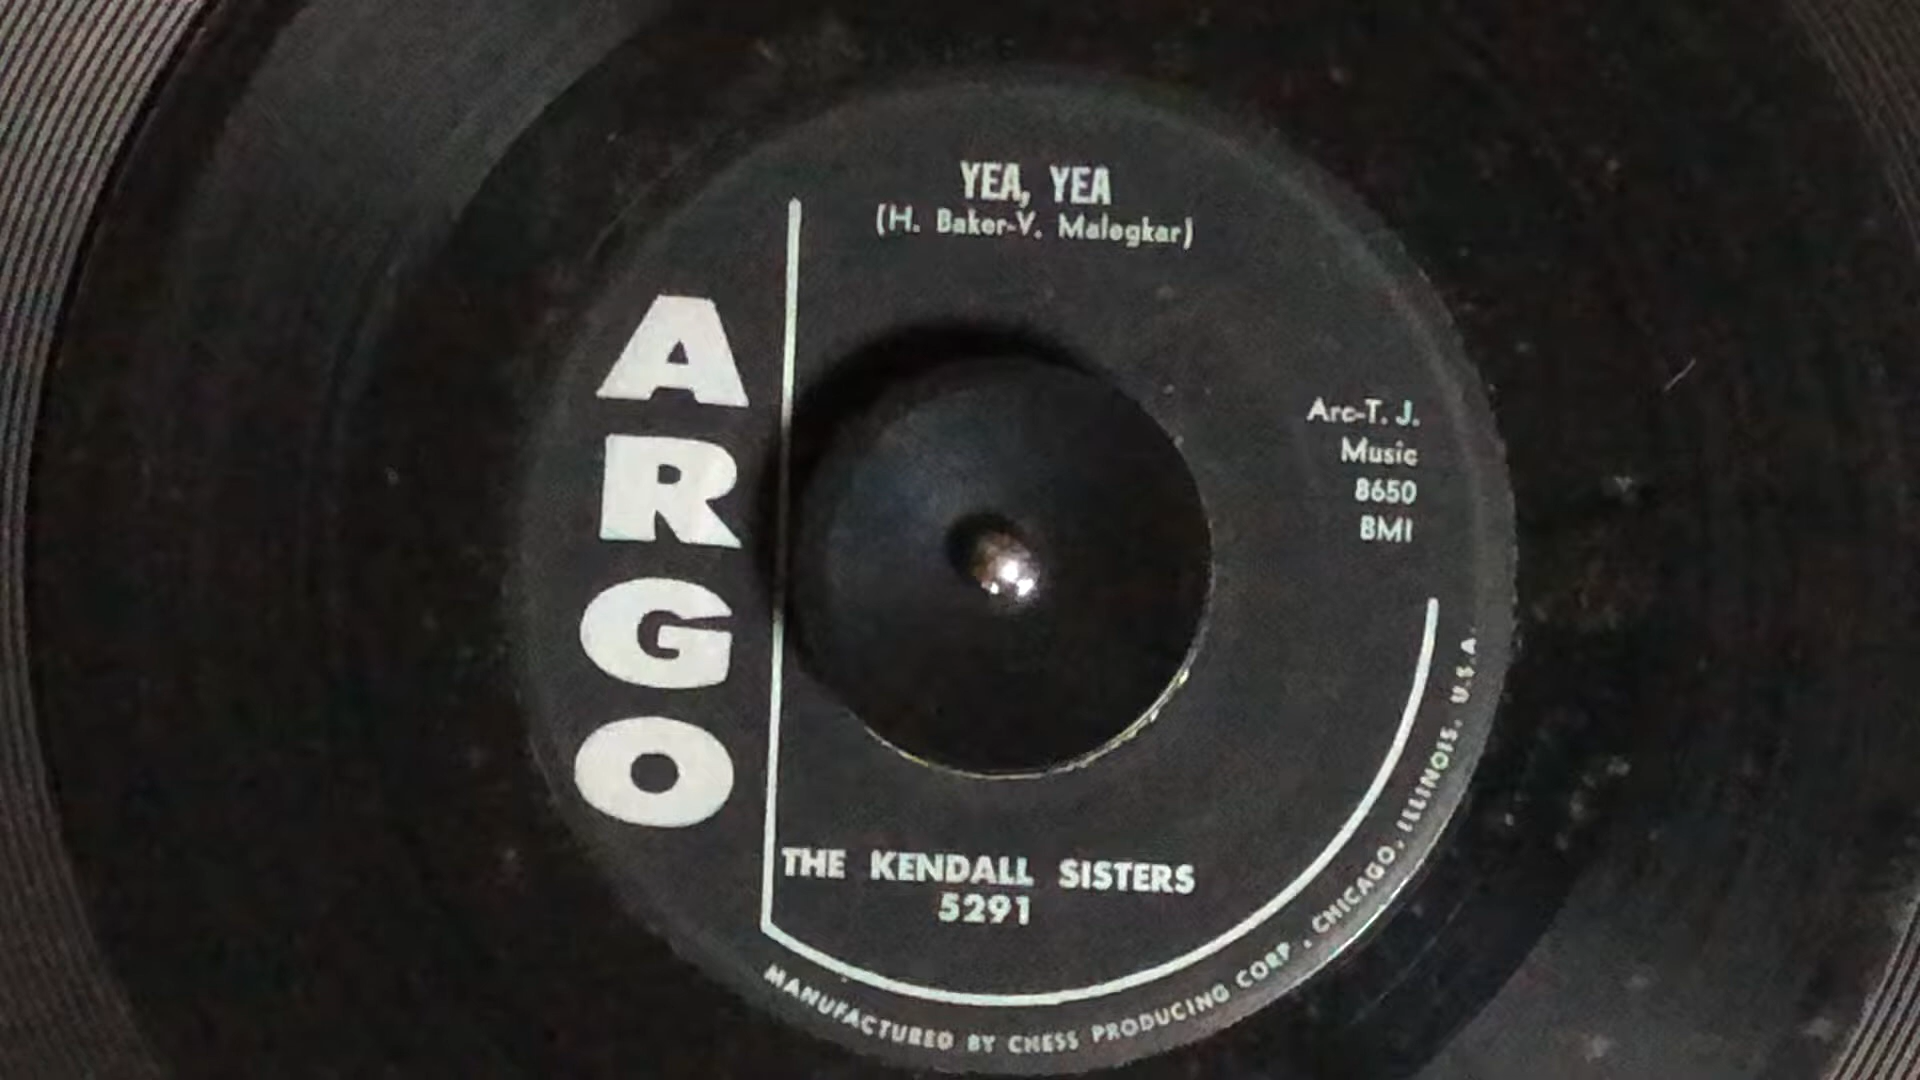 YEA, YEA
(H. Baker-V. Malegkar)
ARGO
Arc-T. J.
Music
8650
BMI
THE KENDALL SISTERS
5291
MANUFACTURED BY CHESS PRODUCING CORP. CHICAGO, ILLINOIS, U.S.A.